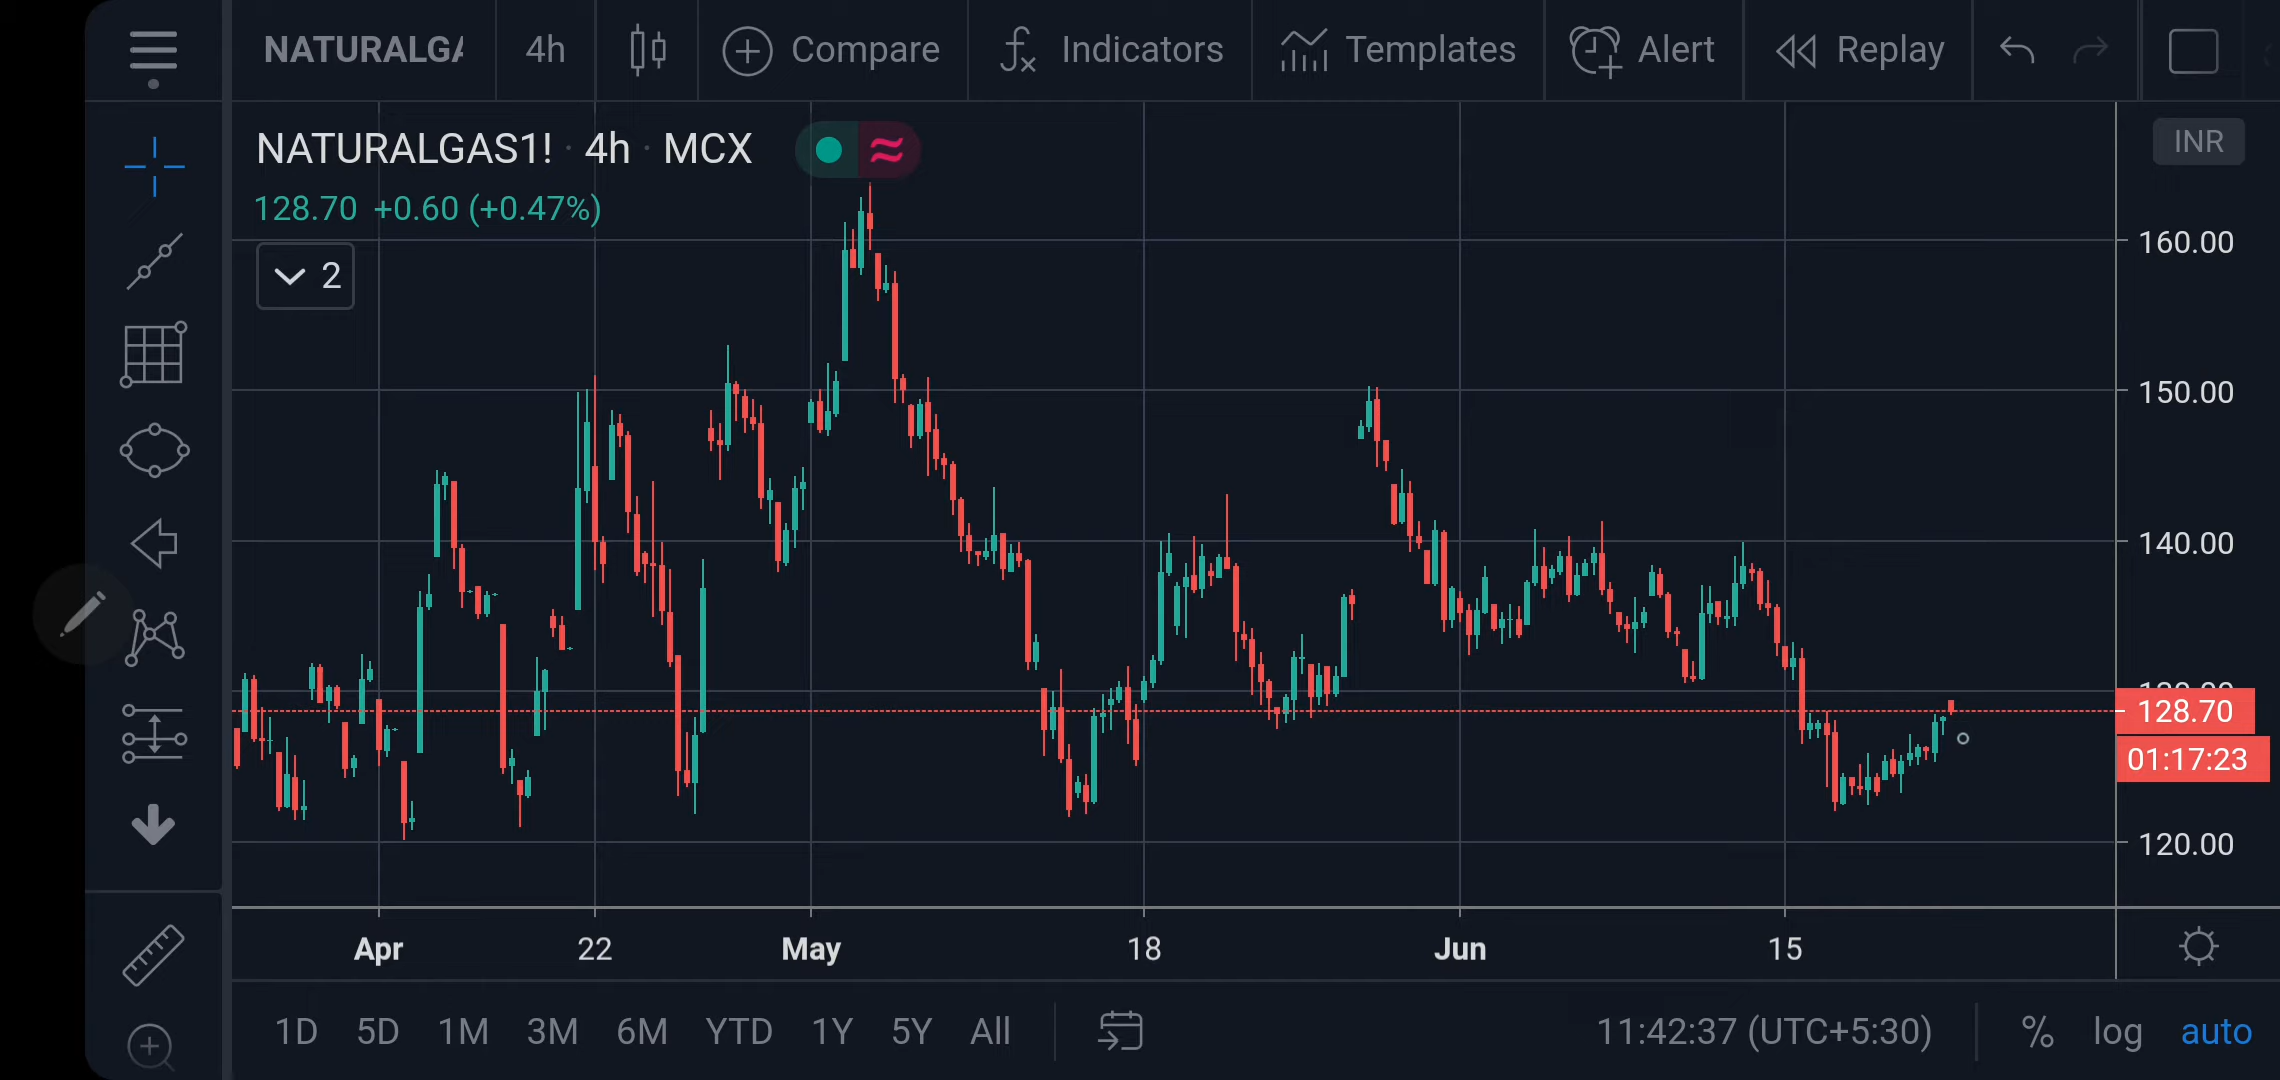 NATURALGA 4h Compare Indicators Templates Alert Replay
NATURALGAS1! · 4h · MCX
INR
128.70 +0.60 (+0.47%)
2
160.00
150.00
140.00
128.70
01:17:23
120.00
Apr 22 May 18 Jun 15
1D 5D 1M 3M 6M YTD 1Y 5Y All 11:42:37 (UTC+5:30) % log auto